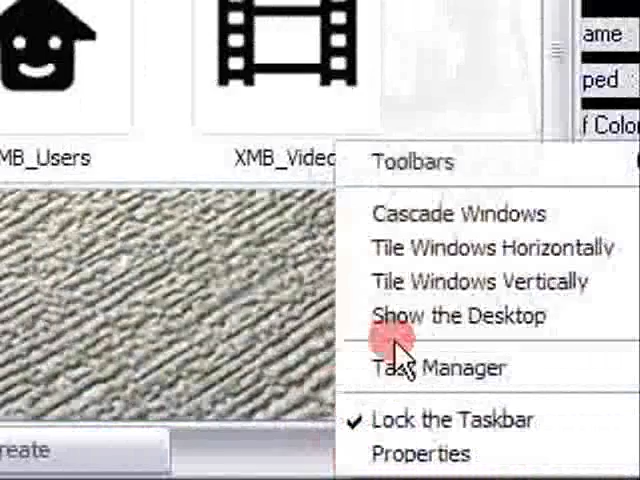 ame
ped
f Color
MB_Users
XMB_Video
Toolbars
Cascade Windows
Tile Windows Horizontally
Tile Windows Vertically
Show the Desktop
Task Manager
Lock the Taskbar
Properties
reate